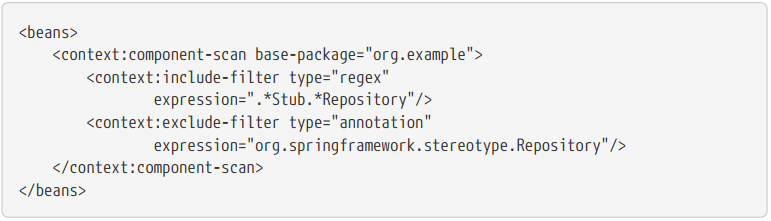 <beans>
    <context:component-scan base-package="org.example">
        <context:include-filter type="regex"
                expression=".*Stub.*Repository"/>
        <context:exclude-filter type="annotation"
                expression="org.springframework.stereotype.Repository"/>
    </context:component-scan>
</beans>